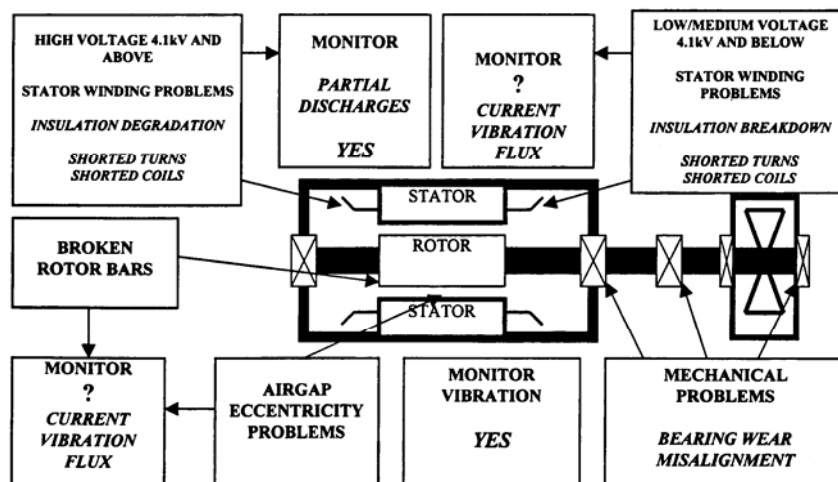 HIGH VOLTAGE 4.1kV AND
ABOVE
STATOR WINDING PROBLEMS
INSULATION DEGRADATION
SHORTED TURNS
SHORTED COILS
MONITOR
PARTIAL
DISCHARGES
YES
MONITOR
?
CURRENT
VIBRATION
FLUX
LOW/MEDIUM VOLTAGE
4.1kV AND BELOW
STATOR WINDING
PROBLEMS
INSULATION BREAKDOWN
SHORTED TURNS
SHORTED COILS
STATOR
ROTOR
STATOR
BROKEN
ROTOR BARS
MONITOR
?
CURRENT
VIBRATION
FLUX
AIRGAP
ECCENTRICITY
PROBLEMS
MONITOR
VIBRATION
YES
MECHANICAL
PROBLEMS
BEARING WEAR
MISALIGNMENT